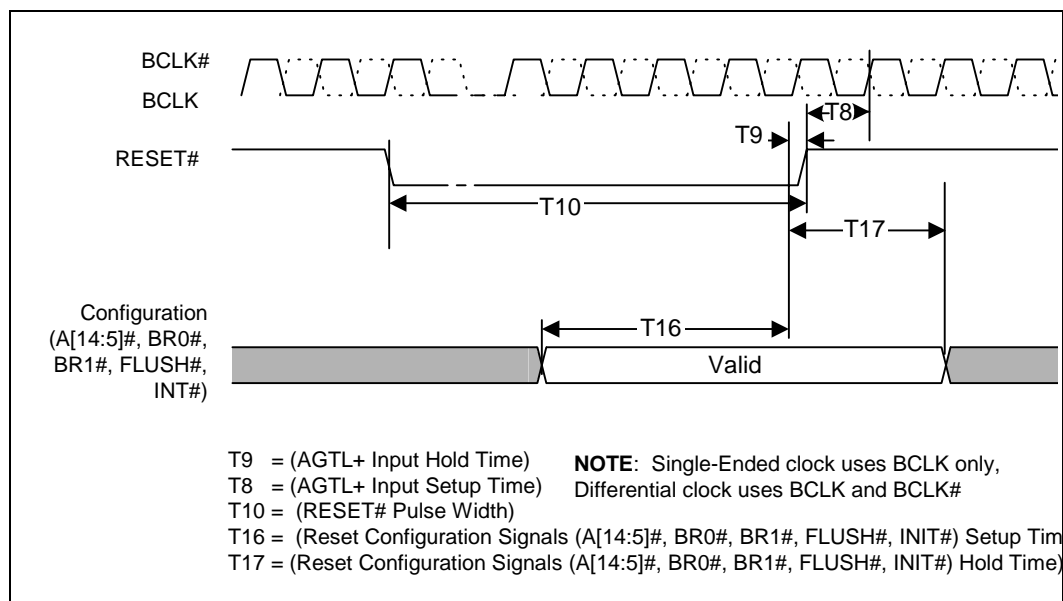 BCLK#
BCLK
T8
T9
RESET#
T10
T17
Configuration
(A[14:5]#, BR0#,
BR1#, FLUSH#,
INT#)
T16
Valid
T9 = (AGTL+ Input Hold Time)
T8 = (AGTL+ Input Setup Time)
NOTE: Single-Ended clock uses BCLK only,
Differential clock uses BCLK and BCLK#
T10 = (RESET# Pulse Width)
T16 = (Reset Configuration Signals (A[14:5]#, BR0#, BR1#, FLUSH#, INIT#) Setup Tim
T17 = (Reset Configuration Signals (A[14:5]#, BR0#, BR1#, FLUSH#, INIT#) Hold Time)